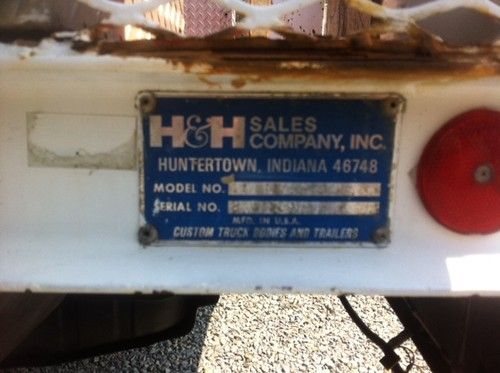 H&H SALES COMPANY, INC.
HUNTERTOWN, INDIANA 46748
MODEL NO.
SERIAL NO.
MFD. IN U.S.A.
CUSTOM TRUCK BODIES AND TRAILERS